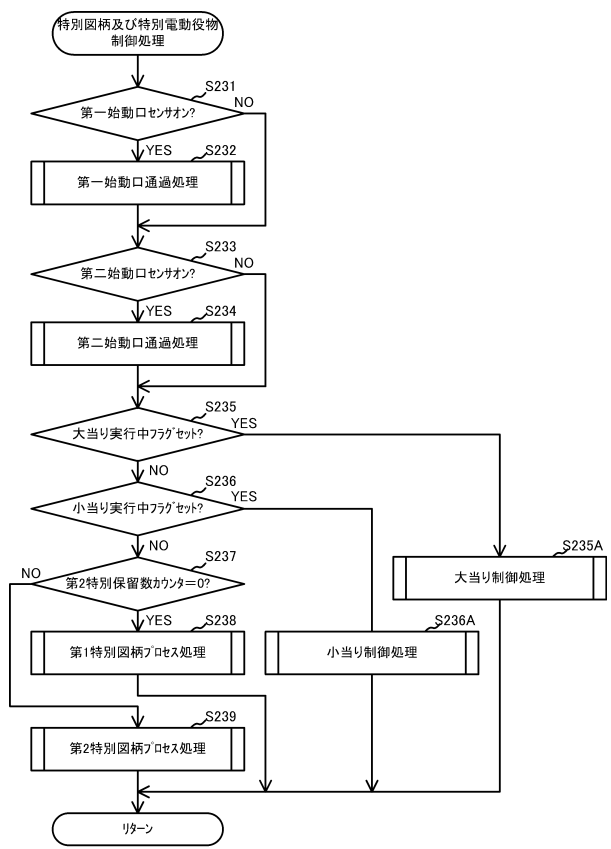 特別図柄及び特別電動役物
制御処理
S231
第一始動口センサオン?
NO
YES
S232
第一始動口通過処理
S233
第二始動口センサオン?
NO
YES
S234
第二始動口通過処理
S235
大当り実行中フラグセット?
YES
NO
S236
小当り実行中フラグセット?
YES
NO
S237
第2特別保留数カウンタ=0?
NO
YES
S235A
大当り制御処理
S238
第1特別図柄プロセス処理
S236A
小当り制御処理
S239
第2特別図柄プロセス処理
リターン